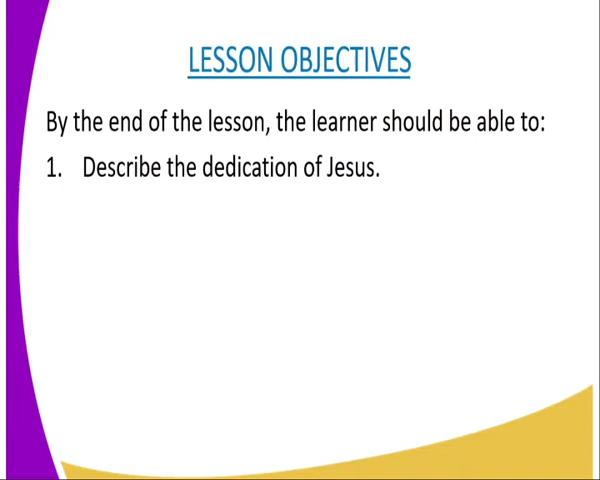 LESSON OBJECTIVES
By the end of the lesson, the learner should be able to:
1. Describe the dedication of Jesus.